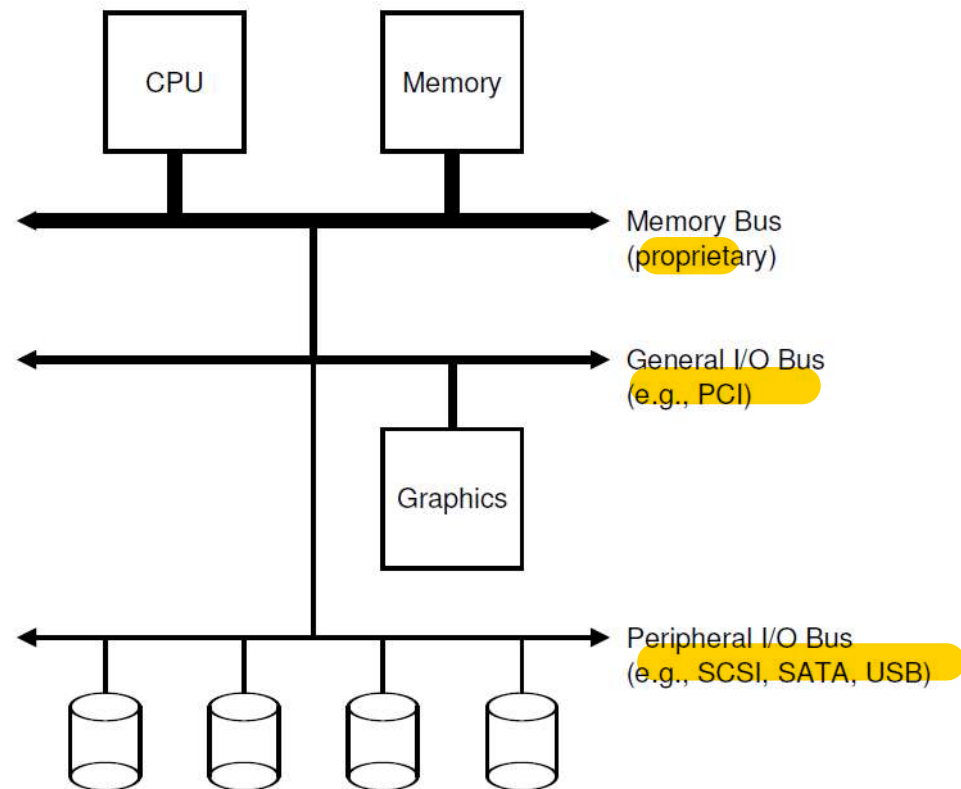 CPU
Memory
Memory Bus
(proprietary)
General I/O Bus
(e.g., PCI)
Graphics
Peripheral I/O Bus
(e.g., SCSI, SATA, USB)